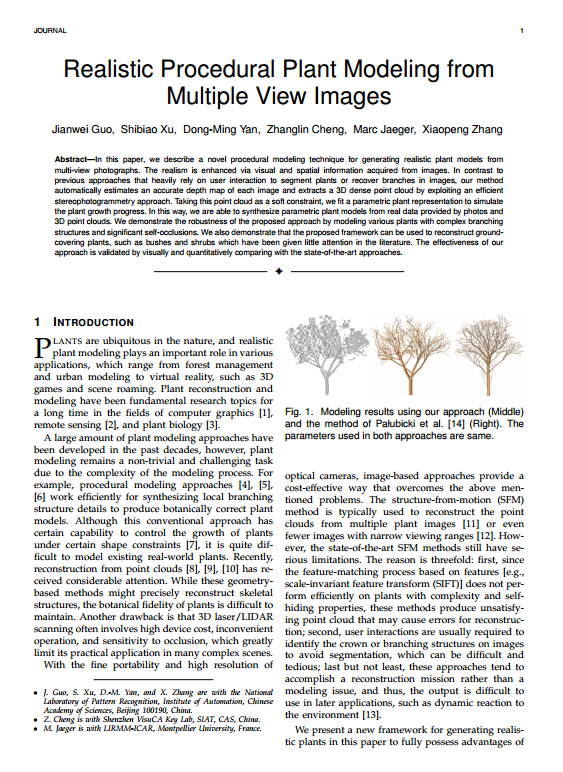 JOURNAL
1
Realistic Procedural Plant Modeling from
Multiple View Images
Jianwei Guo, Shibiao Xu, Dong-Ming Yan, Zhanglin Cheng, Marc Jaeger, Xiaopeng Zhang
Abstract—In this paper, we describe a novel procedural modeling technique for generating realistic plant models from
multi-view photographs. The realism is enhanced via visual and spatial information acquired from images. In contrast to
previous approaches that heavily rely on user interaction to segment plants or recover branches in images, our method
automatically estimates an accurate depth map of each image and extracts a 3D dense point cloud by exploiting an efficient
stereophotogrammetry approach. Taking this point cloud as a soft constraint, we fit a parametric plant representation to simulate
the plant growth progress. In this way, we are able to synthesize parametric plant models from real data provided by photos and
3D point clouds. We demonstrate the robustness of the proposed approach by modeling various plants with complex branching
structures and significant self-occlusions. We also demonstrate that the proposed framework can be used to reconstruct ground-
covering plants, such as bushes and shrubs which have been given little attention in the literature. The effectiveness of our
approach is validated by visually and quantitatively comparing with the state-of-the-art approaches.
1 INTRODUCTION
PLANTS are ubiquitous in the nature, and realistic
plant modeling plays an important role in various
applications, which range from forest management
and urban modeling to virtual reality, such as 3D
games and scene roaming. Plant reconstruction and
modeling have been fundamental research topics for
a long time in the fields of computer graphics [1],
remote sensing [2], and plant biology [3].
A large amount of plant modeling approaches have
been developed in the past decades, however, plant
modeling remains a non-trivial and challenging task
due to the complexity of the modeling process. For
example, procedural modeling approaches [4], [5],
[6] work efficiently for synthesizing local branching
structure details to produce botanically correct plant
models. Although this conventional approach has
certain capability to control the growth of plants
under certain shape constraints [7], it is quite dif-
ficult to model existing real-world plants. Recently,
reconstruction from point clouds [8], [9], [10] has re-
ceived considerable attention. While these geometry-
based methods might precisely reconstruct skeletal
structures, the botanical fidelity of plants is difficult to
maintain. Another drawback is that 3D laser/LIDAR
scanning often involves high device cost, inconvenient
operation, and sensitivity to occlusion, which greatly
limit its practical application in many complex scenes.
With the fine portability and high resolution of
• J. Guo, S. Xu, D.-M. Yan, and X. Zhang are with the National
Laboratory of Pattern Recognition, Institute of Automation, Chinese
Academy of Sciences, Beijing 100190, China.
• Z. Cheng is with Shenzhen VisuCA Key Lab, SIAT, CAS, China.
• M. Jaeger is with LIRMM-ICAR, Montpellier University, France.
Fig. 1. Modeling results using our approach (Middle)
and the method of Palubicki et al. [14] (Right). The
parameters used in both approaches are same.
optical cameras, image-based approaches provide a
cost-effective way that overcomes the above men-
tioned problems. The structure-from-motion (SFM)
method is typically used to reconstruct the point
clouds from multiple plant images [11] or even
fewer images with narrow viewing ranges [12]. How-
ever, the state-of-the-art SFM methods still have se-
rious limitations. The reason is threefold: first, since
the feature-matching process based on features [e.g.,
scale-invariant feature transform (SIFT)] does not per-
form efficiently on plants with complexity and self-
hiding properties, these methods produce unsatisfy-
ing point cloud that may cause errors for reconstruc-
tion; second, user interactions are usually required to
identify the crown or branching structures on images
to avoid segmentation, which can be difficult and
tedious; last but not least, these approaches tend to
accomplish a reconstruction mission rather than a
modeling issue, and thus, the output is difficult to
use in later applications, such as dynamic reaction to
the environment [13].
We present a new framework for generating realis-
tic plants in this paper to fully possess advantages of